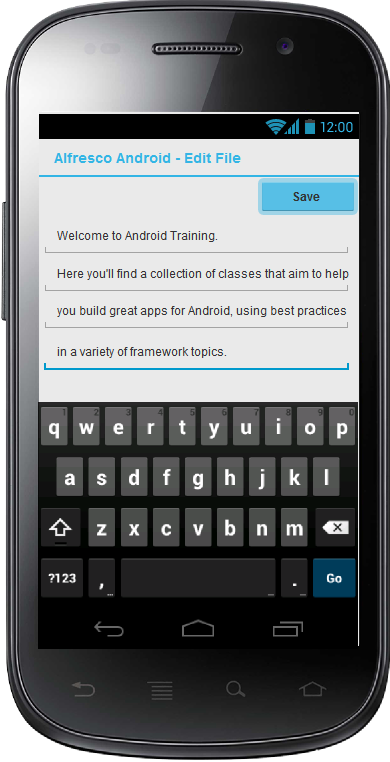 12:00
Alfresco Android - Edit File
Save
Welcome to Android Training.
Here you'll find a collection of classes that aim to help
you build great apps for Android, using best practices
in a variety of framework topics.
1 2 3 4 5 6 7 8 9 0
q w e r t y u i o p
a s d f g h j k l
z x c v b n m
?123 , ... ... . ... Go